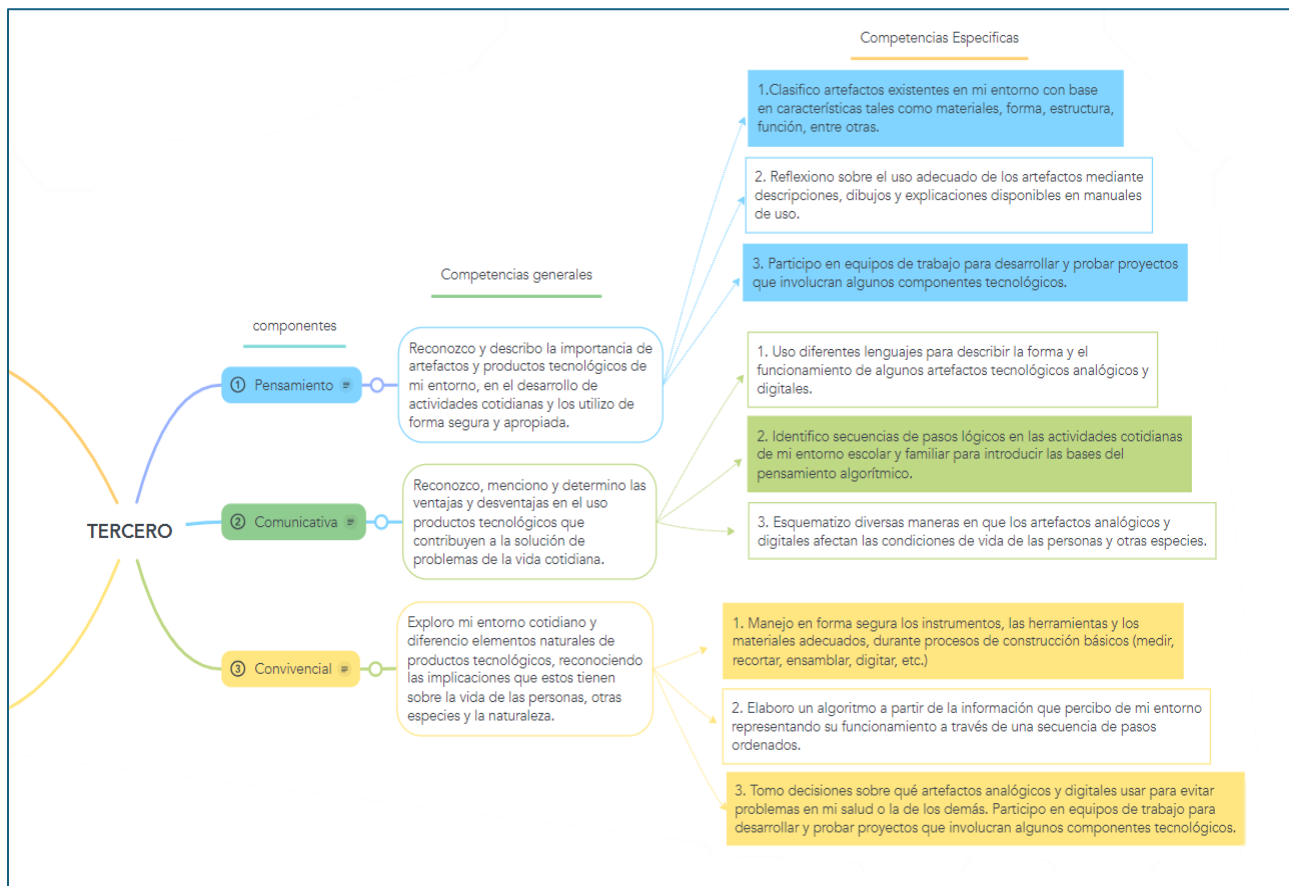 Competencias Especificas
1.Clasifico artefactos existentes en mi entorno con base
en características tales como materiales, forma, estructura,
función, entre otras.
2. Reflexiono sobre el uso adecuado de los artefactos mediante
descripciones, dibujos y explicaciones disponibles en manuales
de uso.
3. Participo en equipos de trabajo para desarrollar y probar proyectos
que involucran algunos componentes tecnológicos.
Competencias generales
componentes
TERCERO
1 Pensamiento
Reconozco y describo la importancia de
artefactos y productos tecnológicos de
mi entorno, en el desarrollo de
actividades cotidianas y los utilizo de
forma segura y apropiada.
1. Uso diferentes lenguajes para describir la forma y el
funcionamiento de algunos artefactos tecnológicos analógicos y
digitales.
2. Identifico secuencias de pasos lógicos en las actividades cotidianas
de mi entorno escolar y familiar para introducir las bases del
pensamiento algorítmico.
3. Esquematizo diversas maneras en que los artefactos analógicos y
digitales afectan las condiciones de vida de las personas y otras especies.
2 Comunicativa
Reconozco, menciono y determino las
ventajas y desventajas en el uso
productos tecnológicos que
contribuyen a la solución de
problemas de la vida cotidiana.
3 Convivencial
Exploro mi entorno cotidiano y
diferencio elementos naturales de
productos tecnológicos, reconociendo
las implicaciones que estos tienen
sobre la vida de las personas, otras
especies y la naturaleza.
1. Manejo en forma segura los instrumentos, las herramientas y los
materiales adecuados, durante procesos de construcción básicos (medir,
recortar, ensamblar, digitar, etc.)
2. Elaboro un algoritmo a partir de la información que percibo de mi entorno
representando su funcionamiento a través de una secuencia de pasos
ordenados.
3. Tomo decisiones sobre qué artefactos analógicos y digitales usar para evitar
problemas en mi salud o la de los demás. Participo en equipos de trabajo para
desarrollar y probar proyectos que involucran algunos componentes tecnológicos.